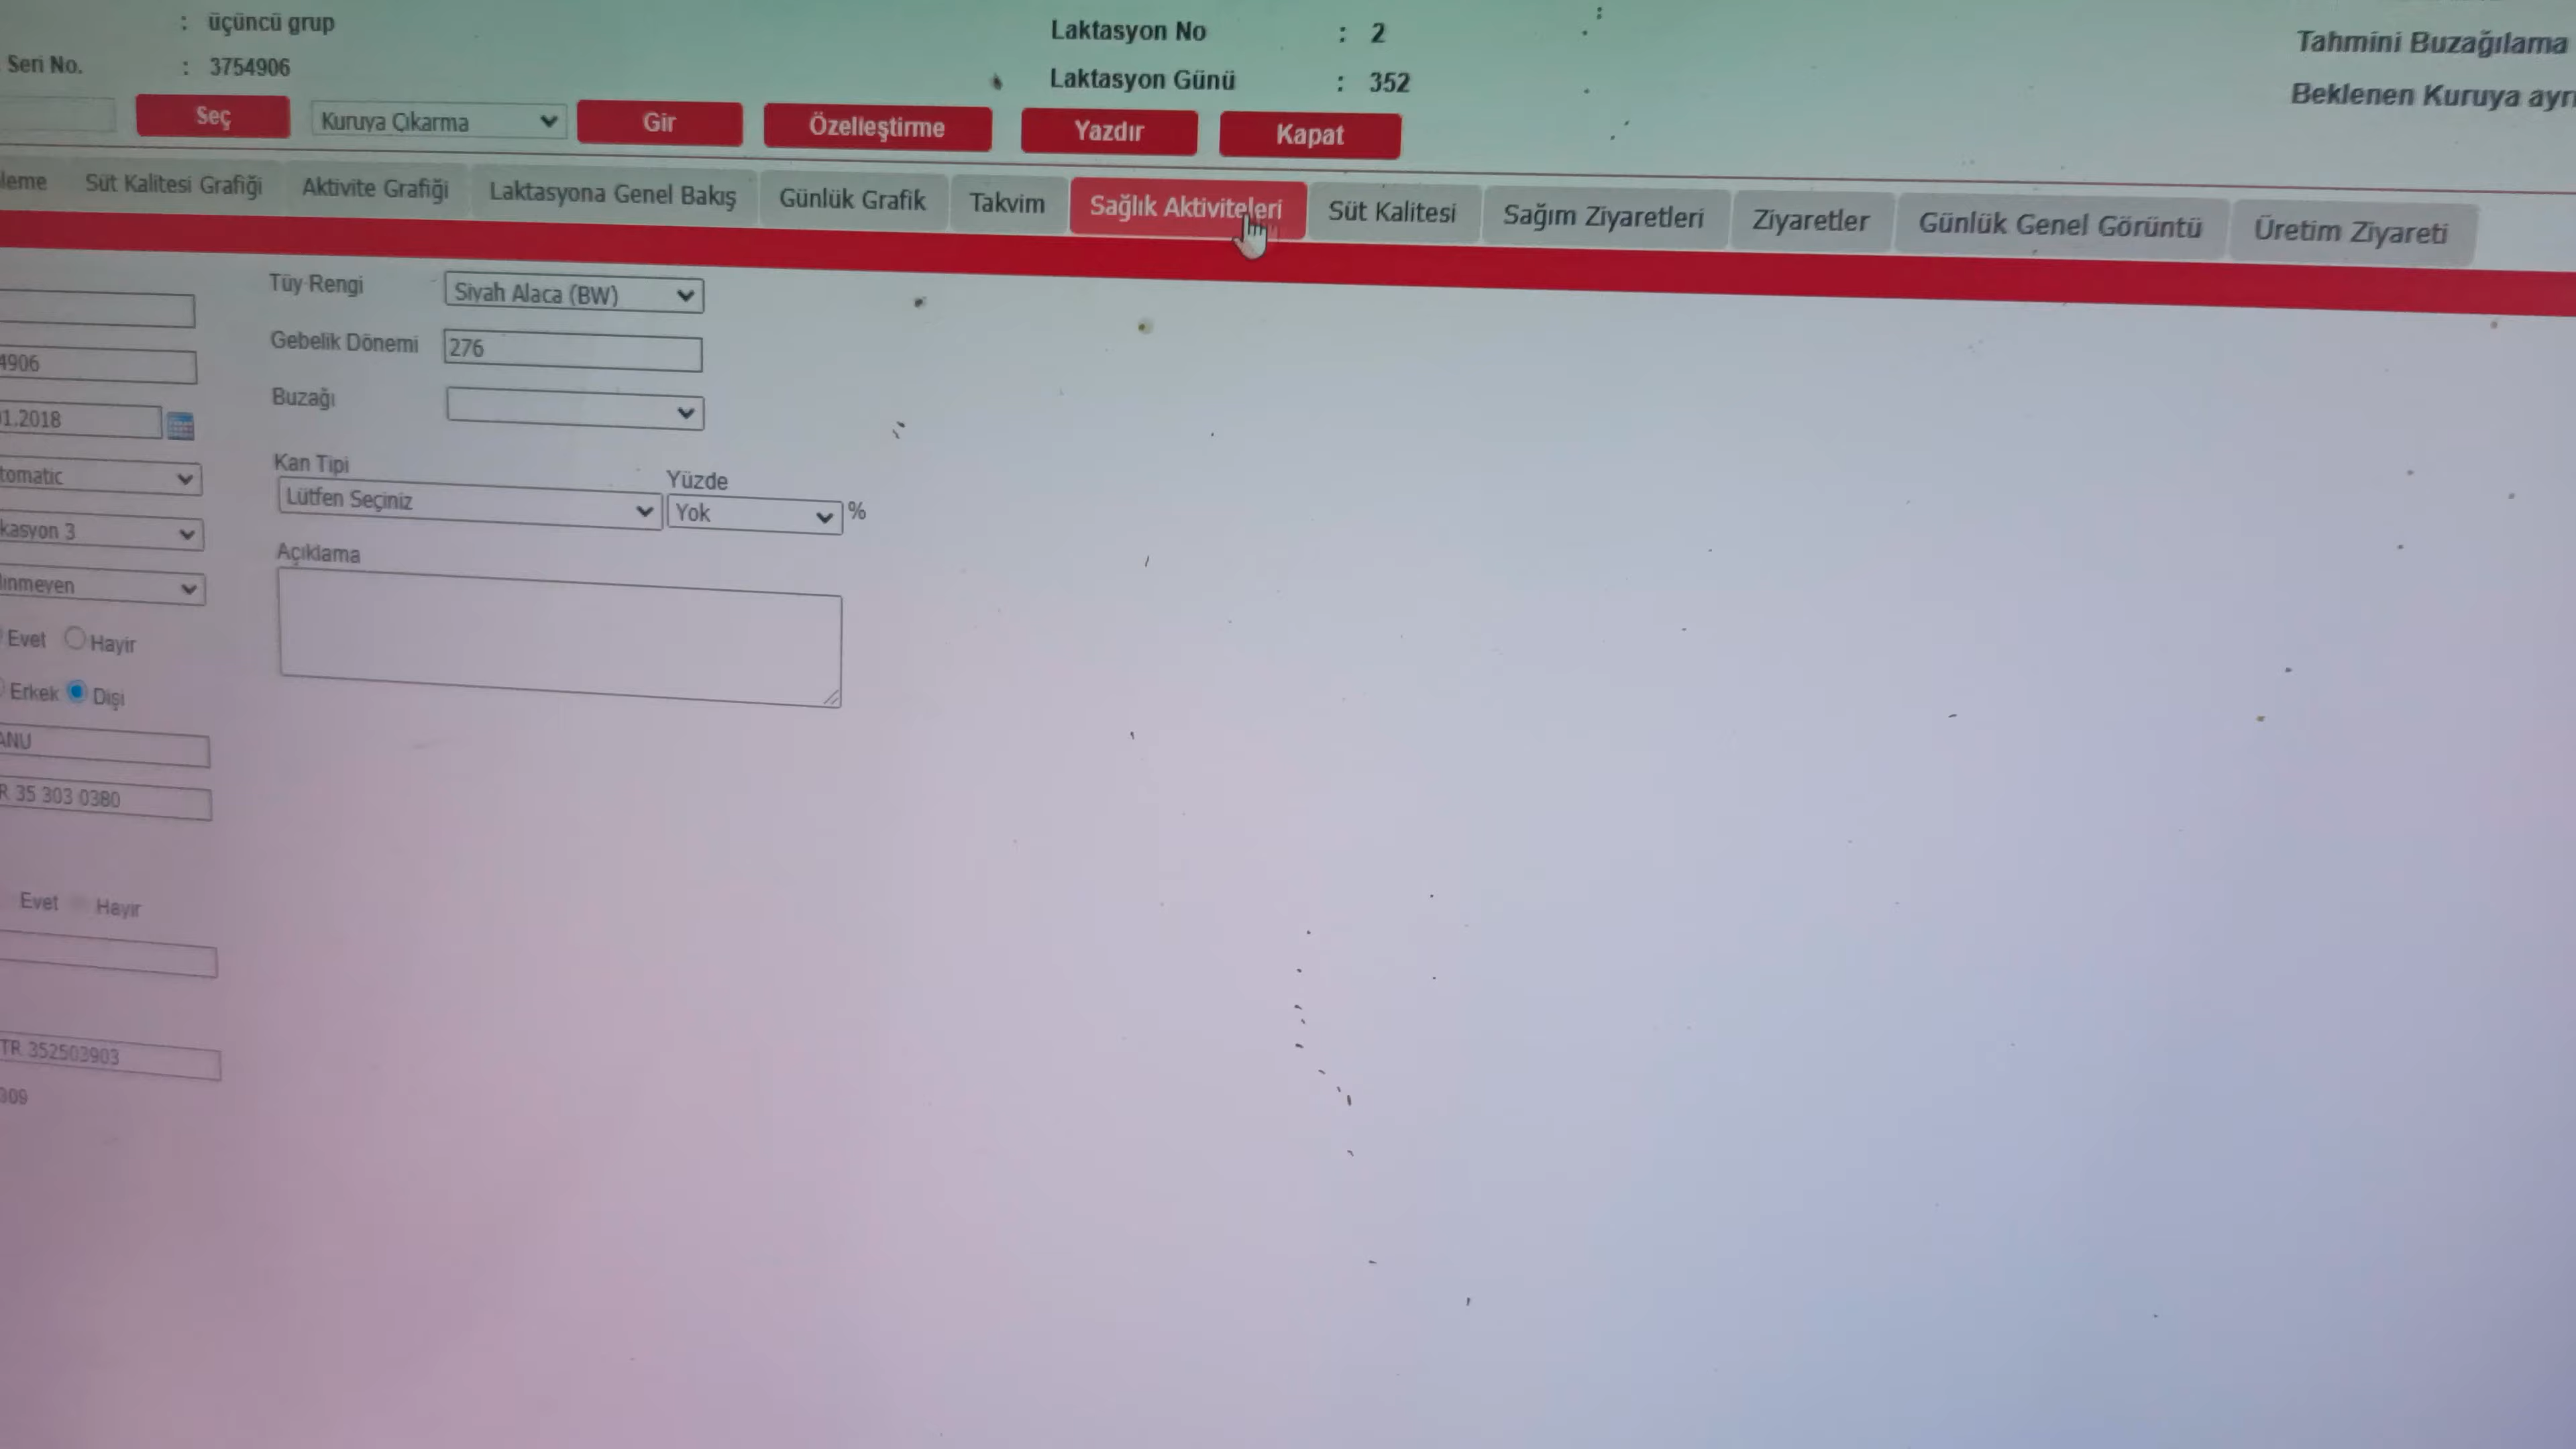 : üçüncü grup
Laktasyon No : 2
Tahmini Buzağılama
Seri No. : 3754906
Laktasyon Günü : 352
Beklenen Kuruya ayrı
Seç Kuruya Çıkarma Gir Özelleştirme Yazdır Kapat
leme Süt Kalitesi Grafiği Aktivite Grafiği Laktasyona Genel Bakış Günlük Grafik Takvim Sağlık Aktiviteleri Süt Kalitesi Sağım Ziyaretleri Ziyaretler Günlük Genel Görüntü Üretim Ziyareti
Tüy Rengi Siyah Alaca (BW)
4906 Gebelik Dönemi 276
01.2018 Buzağı
tomatic Kan Tipi Yüzde
Lütfen Seçiniz Yok %
kasyon 3
Açıklama
linmeyen
Evet Hayir
Erkek Dişi
ANU
R 35 303 0380
Evet Hayır
TR 352503903
309